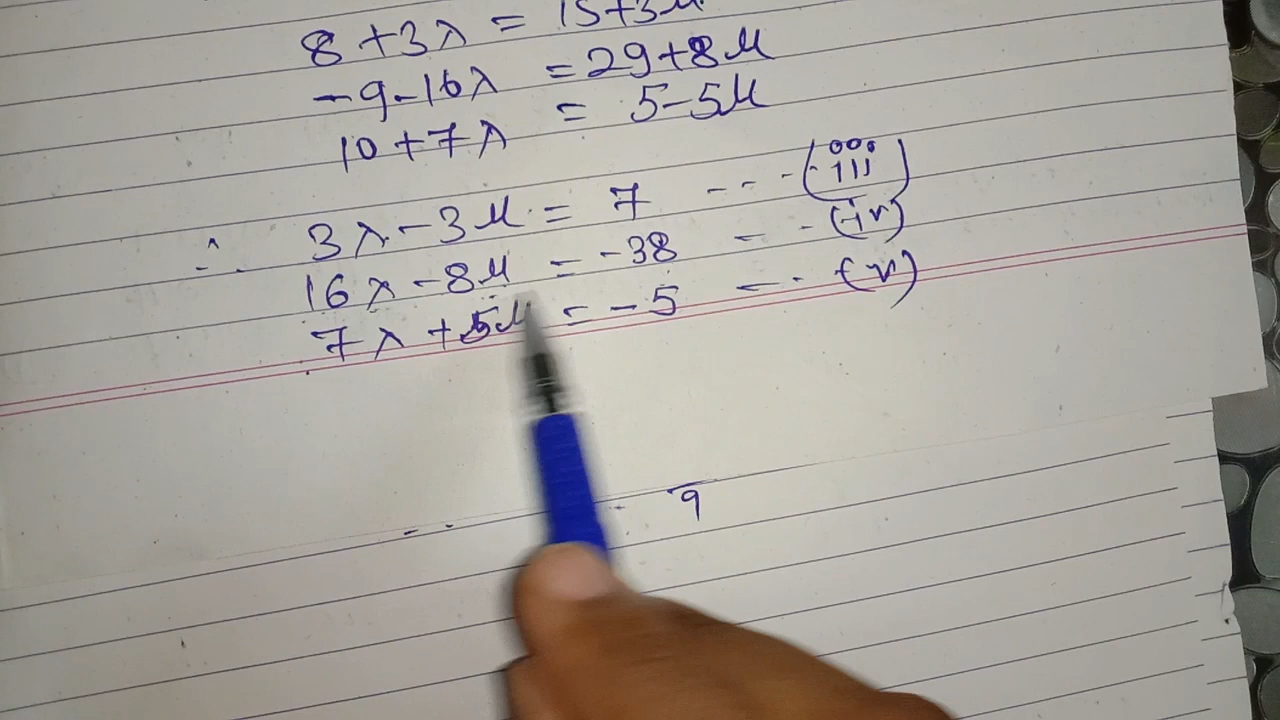 8 + 3λ = 15 + 3μ
- 9 - 16λ = 29 + 8μ
10 + 7λ = 5 - 5μ
∴ 3λ - 3μ = 7 --- (iii)
16λ - 8μ = - 38 -- (iv)
7λ + 5μ = - 5 -- (v)
9